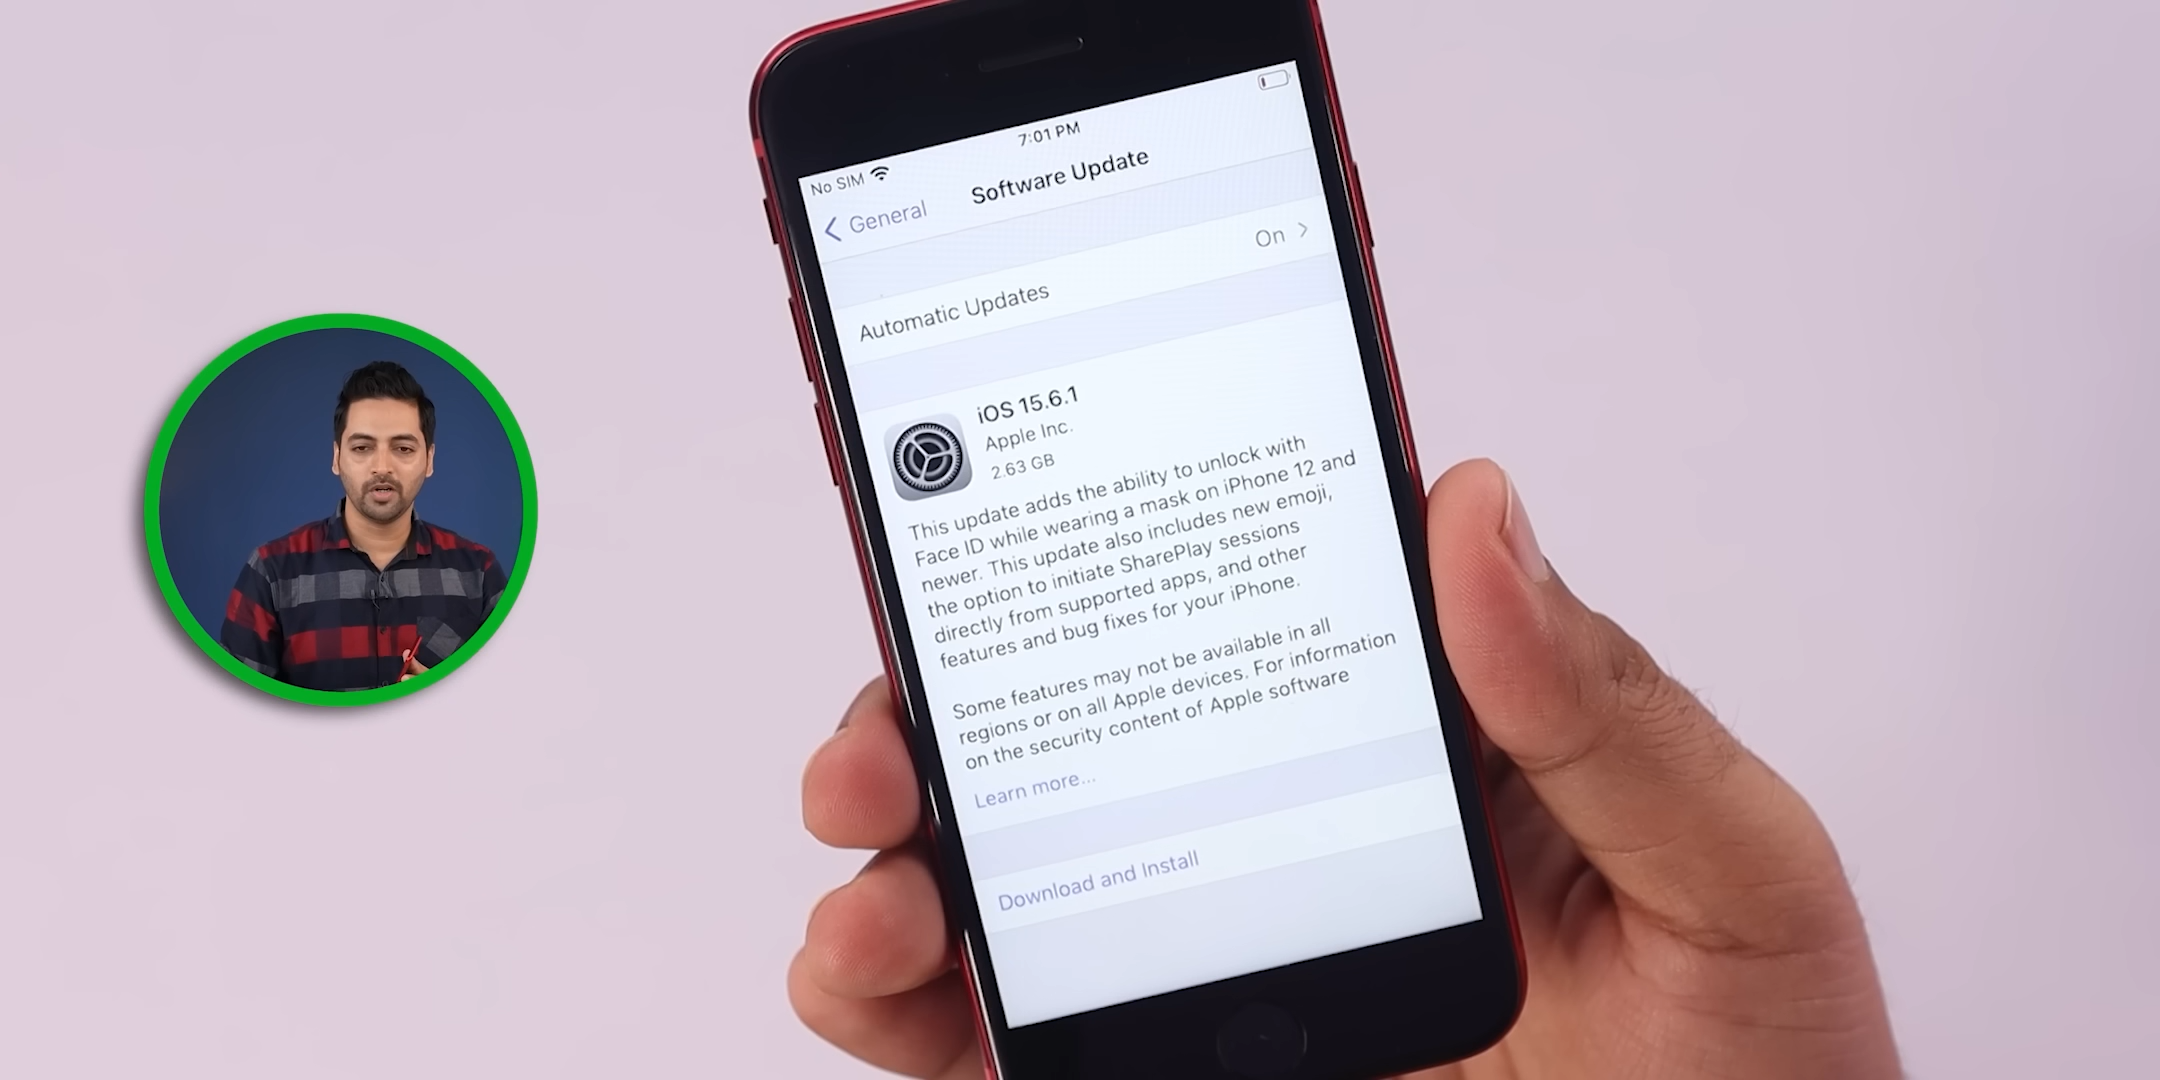 7:01 PM
No SIM
General
Software Update
Automatic Updates
On
iOS 15.6.1
Apple Inc.
2.63 GB
This update adds the ability to unlock with
Face ID while wearing a mask on iPhone 12 and
newer. This update also includes new emoji,
the option to initiate SharePlay sessions
directly from supported apps, and other
features and bug fixes for your iPhone.
Some features may not be available in all
regions or on all Apple devices. For information
on the security content of Apple software
Learn more...
Download and Install